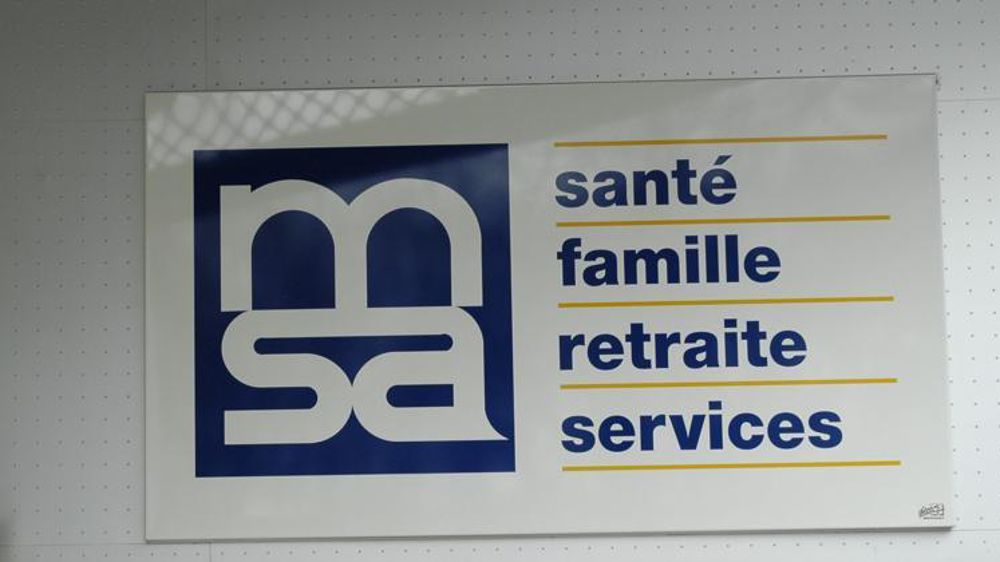 msa
santé
famille
retraite
services